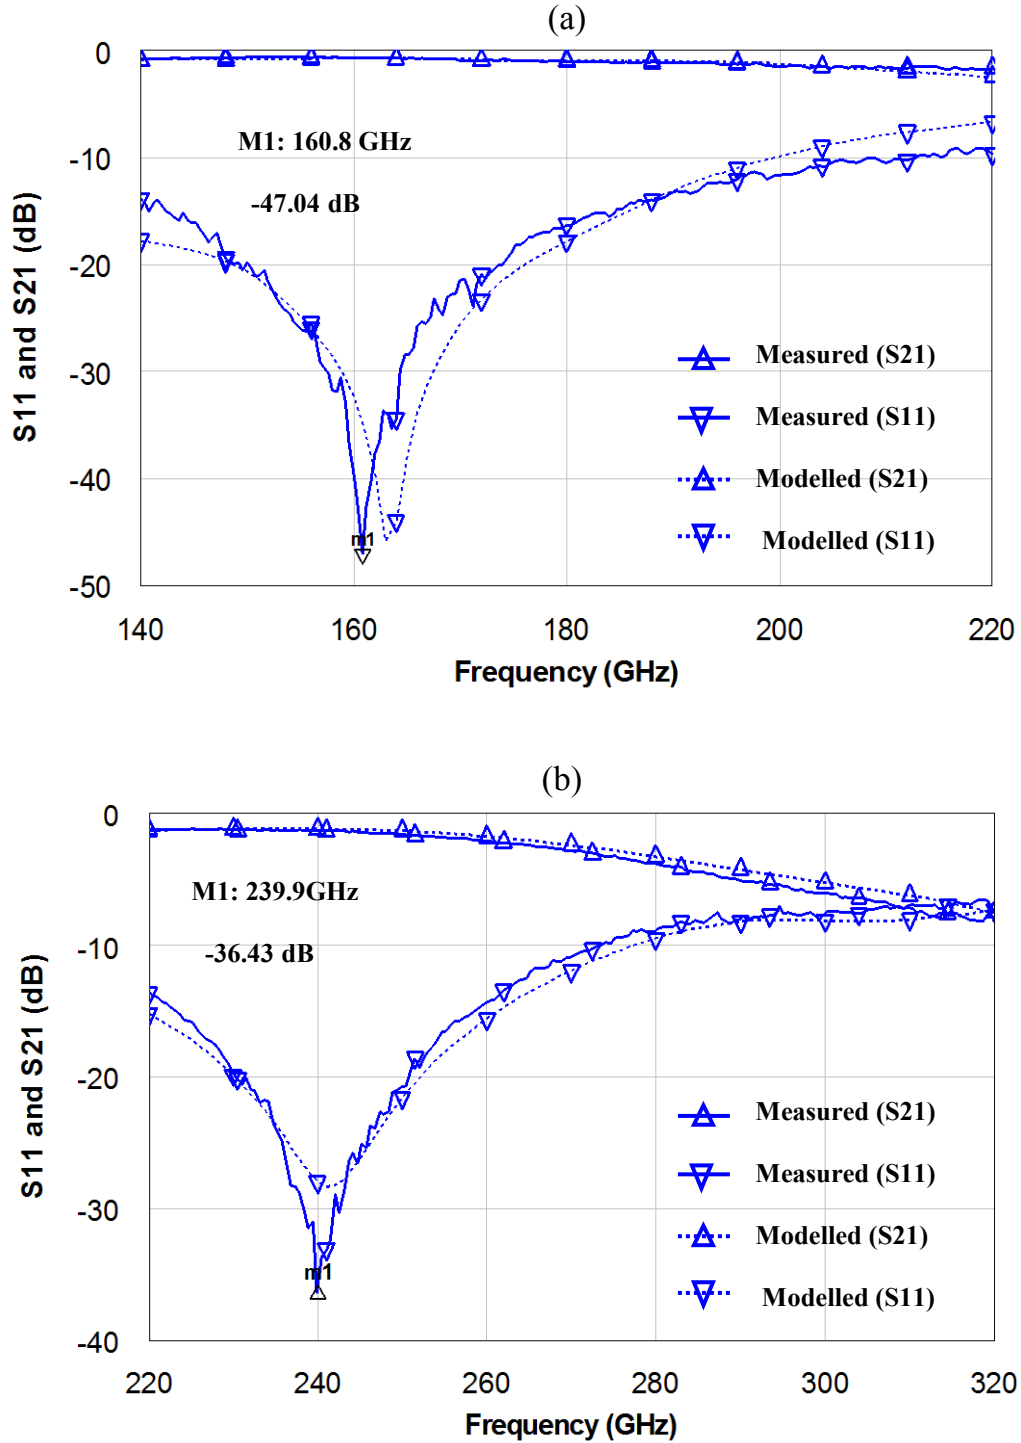 (a)
0
-10
-20
-30
-40
-50
S11 and S21 (dB)
M1: 160.8 GHz
-47.04 dB
m1
Measured (S21)
Measured (S11)
Modelled (S21)
Modelled (S11)
140 160 180 200 220
Frequency (GHz)
(b)
0
-10
-20
-30
-40
S11 and S21 (dB)
M1: 239.9GHz
-36.43 dB
m1
Measured (S21)
Measured (S11)
Modelled (S21)
Modelled (S11)
220 240 260 280 300 320
Frequency (GHz)